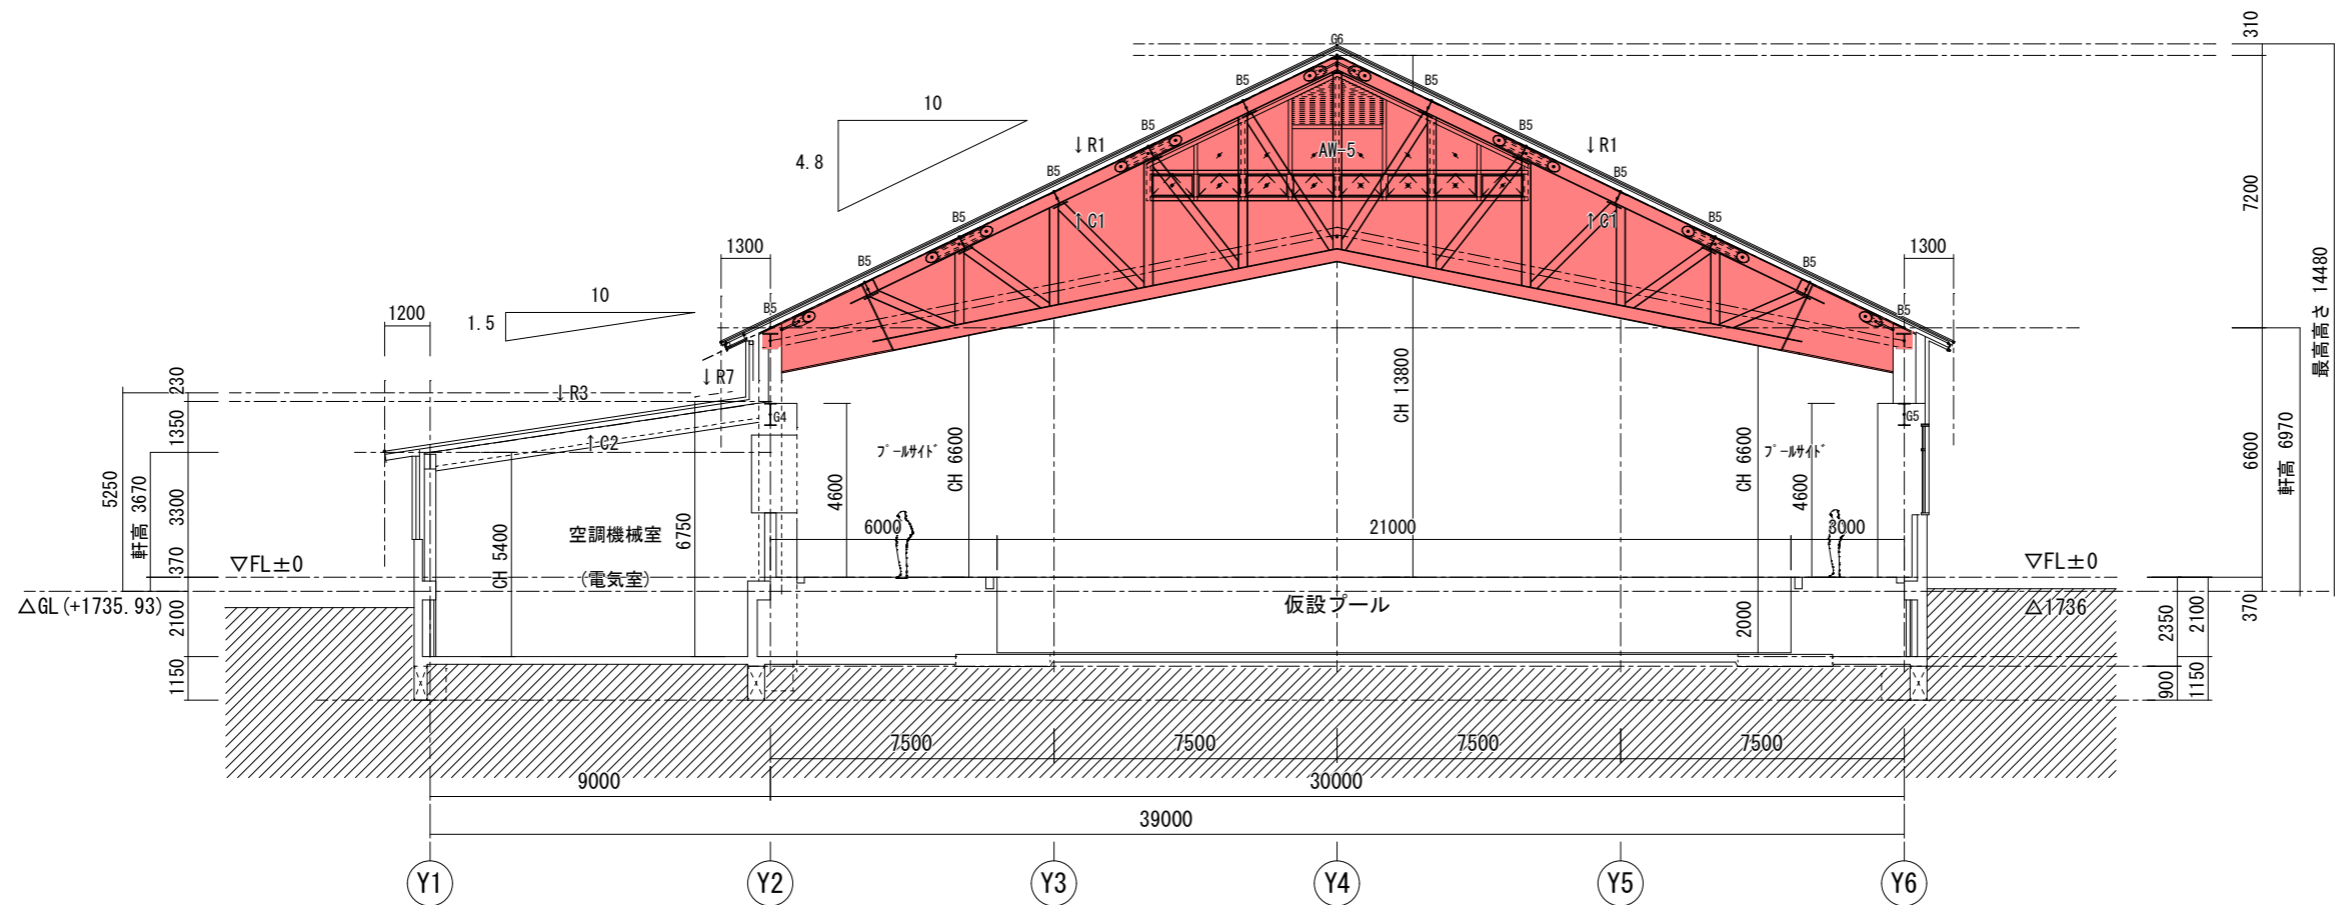 310
G6
10
B5
B5
↓R1
↓R1
B5
B5
4.8
AW-5
7200
B5
B5
↑C1
↑C1
最高高さ 14480
B5
B5
1300
1300
B5
B5
10
1200
1.5
B5
B5
↓R7
↓R3
230
CH 13800
G4
G5
1350
↑C2
プールサイド
プールサイド
CH 6600
CH 6600
6600
軒高 6970
5250
軒高 3670
3300
4600
4600
空調機械室
(電気室)
6750
CH 5400
6000
21000
3000
370
▽FL±0
▽FL±0
△GL(+1735.93)
仮設プール
△1736
370
2100
2000
2350
2100
1150
900
1150
7500
7500
7500
7500
9000
30000
39000
Y1
Y2
Y3
Y4
Y5
Y6